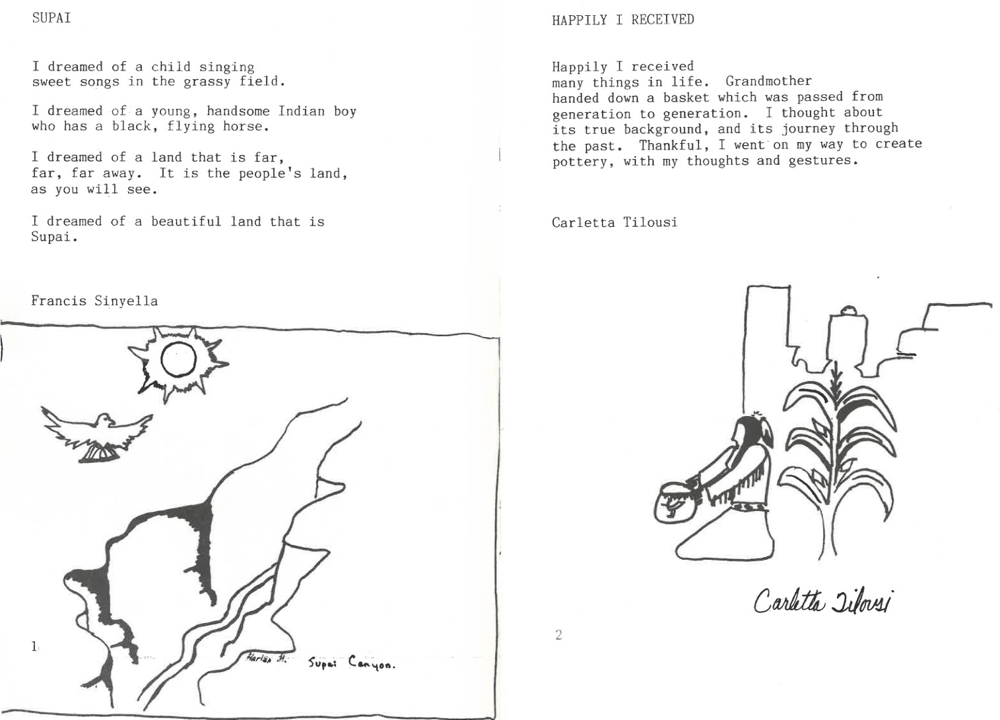 SUPAI
I dreamed of a child singing
sweet songs in the grassy field.
I dreamed of a young, handsome Indian boy
who has a black, flying horse.
I dreamed of a land that is far,
far, far away. It is the people's land,
as you will see.
I dreamed of a beautiful land that is
Supai.
Francis Sinyella
Harlan H.
Supai Canyon.
1
HAPPILY I RECEIVED
Happily I received
many things in life. Grandmother
handed down a basket which was passed from
generation to generation. I thought about
its true background, and its journey through
the past. Thankful, I went on my way to create
pottery, with my thoughts and gestures.
Carletta Tilousi
Carletta Tilousi
2